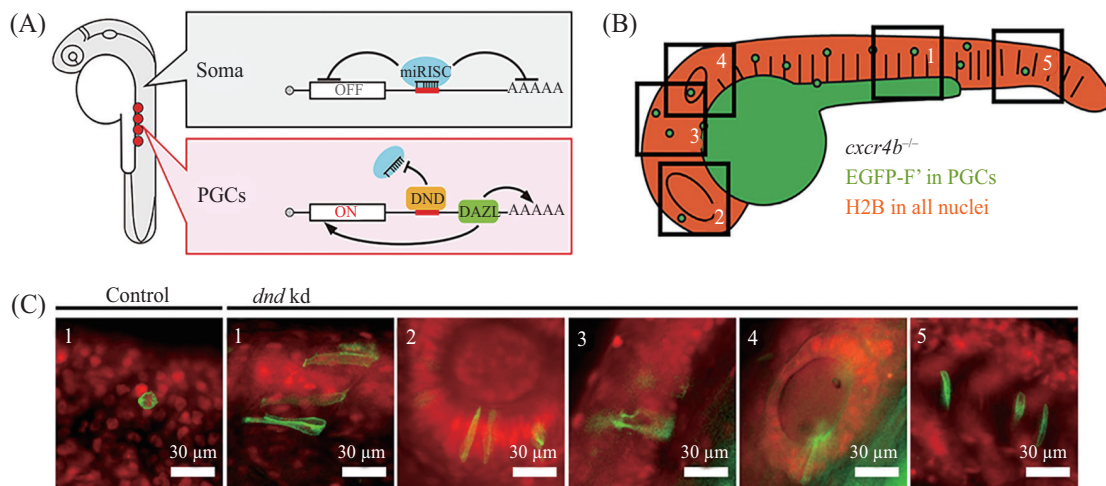 (A)
Soma
miRISC
OFF
AAAAA
PGCs
DND
ON
DAZL
AAAAA
(B)
4
1
5
3
2
cxcr4b–/–
EGFP-F’ in PGCs
H2B in all nuclei
(C)
Control
dnd kd
1
1
2
3
4
5
30 μm
30 μm
30 μm
30 μm
30 μm
30 μm